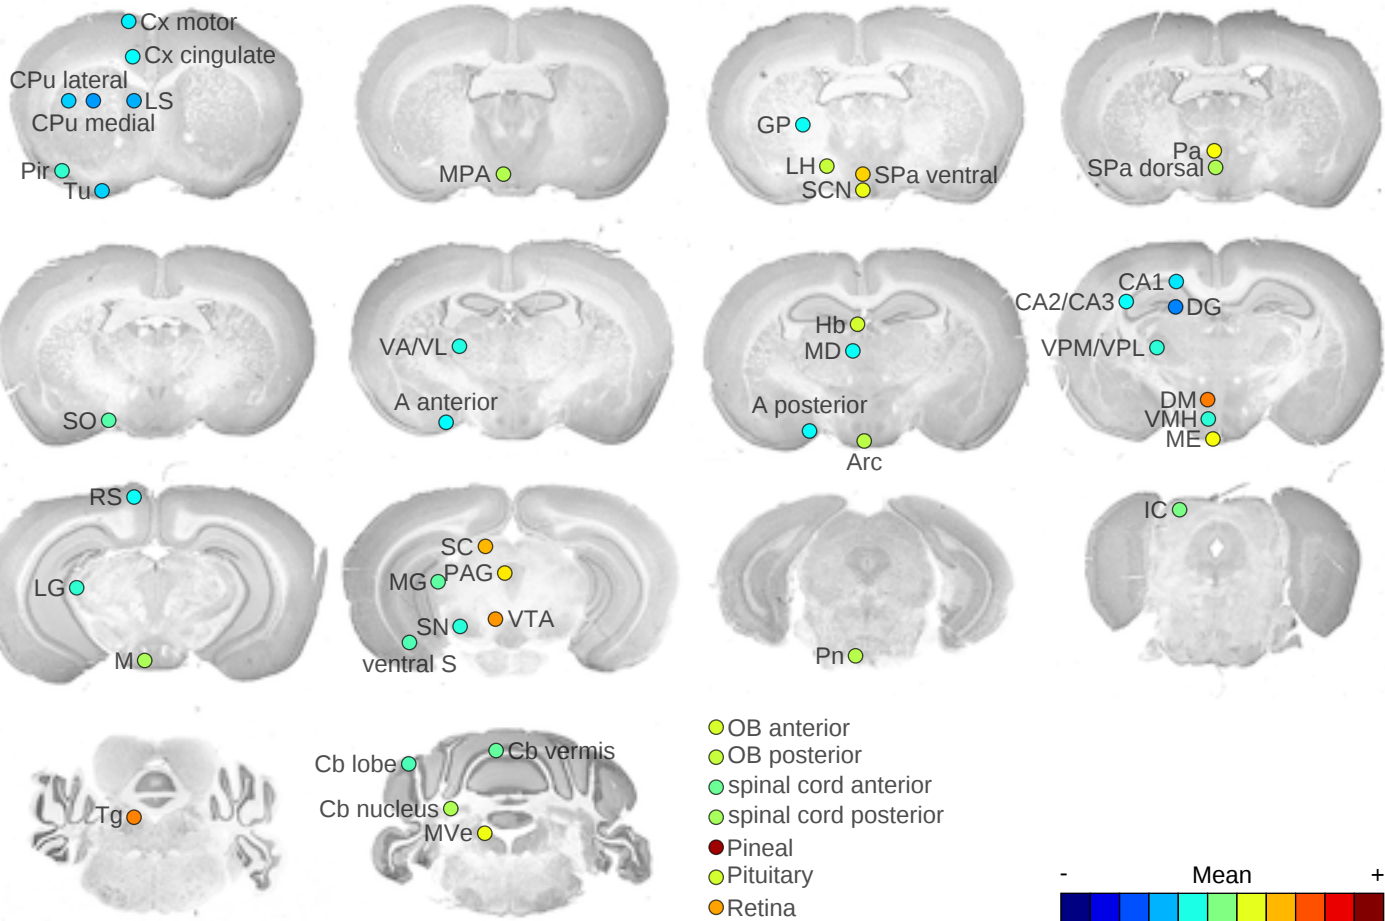 Cx motor
Cx cingulate
CPu lateral
LS
CPu medial
Pir
Tu
MPA
GP
LH
SPa ventral
SCN
Pa
SPa dorsal
SO
VA/VL
A anterior
Hb
MD
A posterior
Arc
CA1
CA2/CA3
DG
VPM/VPL
DM
VMH
ME
RS
LG
M
SC
MG
PAG
SN
VTA
ventral S
Pn
IC
Tg
Cb lobe
Cb vermis
Cb nucleus
MVe
OB anterior
OB posterior
spinal cord anterior
spinal cord posterior
Pineal
Pituitary
Retina
- Mean +